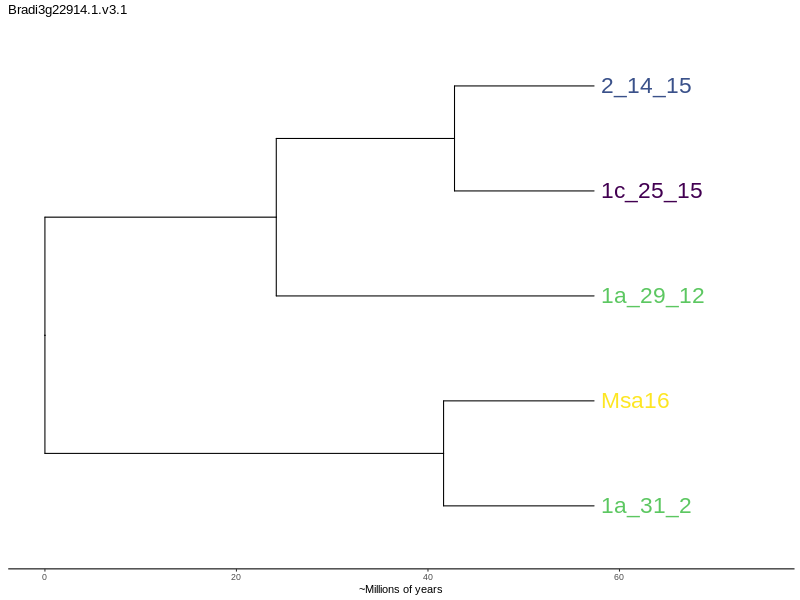 Bradi3g22914.1.v3.1
2_14_15
1c_25_15
1a_29_12
Msa16
1a_31_2
0 20 40 60
~Millions of years